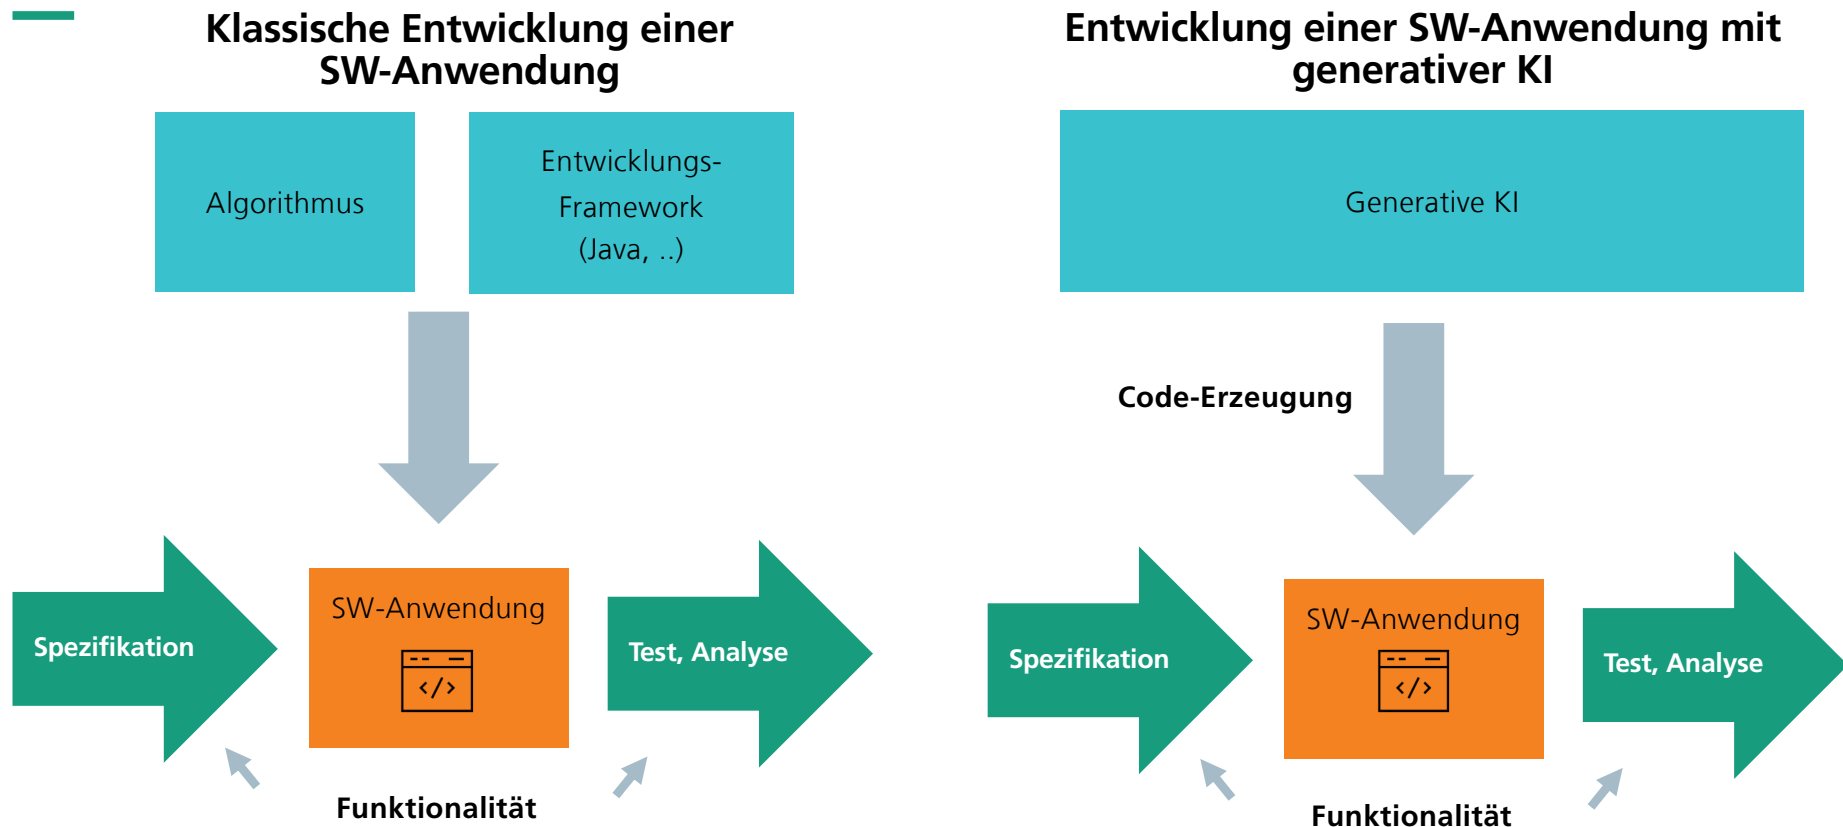 Klassische Entwicklung einer
SW-Anwendung
Algorithmus
Entwicklungs-
Framework
(Java, ..)
Spezifikation
SW-Anwendung
</>
Test, Analyse
Funktionalität
Entwicklung einer SW-Anwendung mit
generativer KI
Generative KI
Code-Erzeugung
Spezifikation
SW-Anwendung
</>
Test, Analyse
Funktionalität